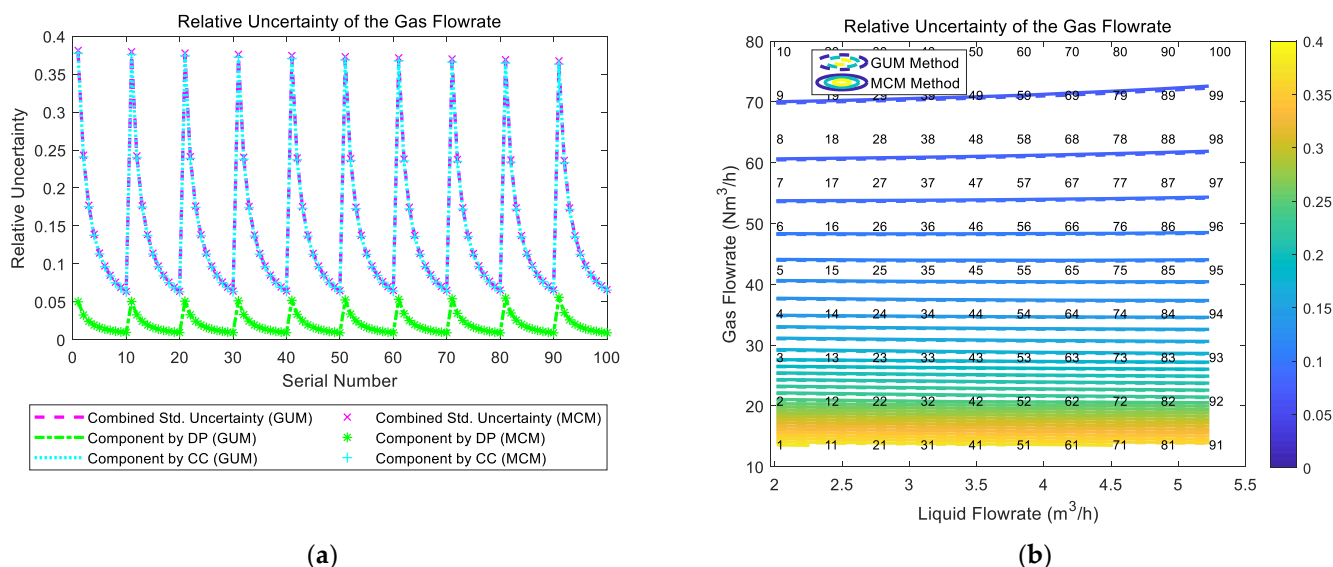 Relative Uncertainty of the Gas Flowrate
0.4
0.35
0.3
0.25
0.2
0.15
0.1
0.05
0
Relative Uncertainty
0 10 20 30 40 50 60 70 80 90 100
Serial Number
Combined Std. Uncertainty (GUM) Combined Std. Uncertainty (MCM)
Component by DP (GUM) Component by DP (MCM)
Component by CC (GUM) Component by CC (MCM)
(a)
Relative Uncertainty of the Gas Flowrate
80
70
60
50
40
30
20
10
Gas Flowrate (Nm³/h)
10 50 60 70 80 90 100
GUM Method
MCM Method
9 19 29 39 49 59 69 79 89 99
8 18 28 38 48 58 68 78 88 98
7 17 27 37 47 57 67 77 87 97
6 16 26 36 46 56 66 76 86 96
5 15 25 35 45 55 65 75 85 95
4 14 24 34 44 54 64 74 84 94
3 13 23 33 43 53 63 73 83 93
2 12 22 32 42 52 62 72 82 92
1 11 21 31 41 51 61 71 81 91
2 2.5 3 3.5 4 4.5 5 5.5
Liquid Flowrate (m³/h)
0.4
0.35
0.3
0.25
0.2
0.15
0.1
0.05
0
(b)